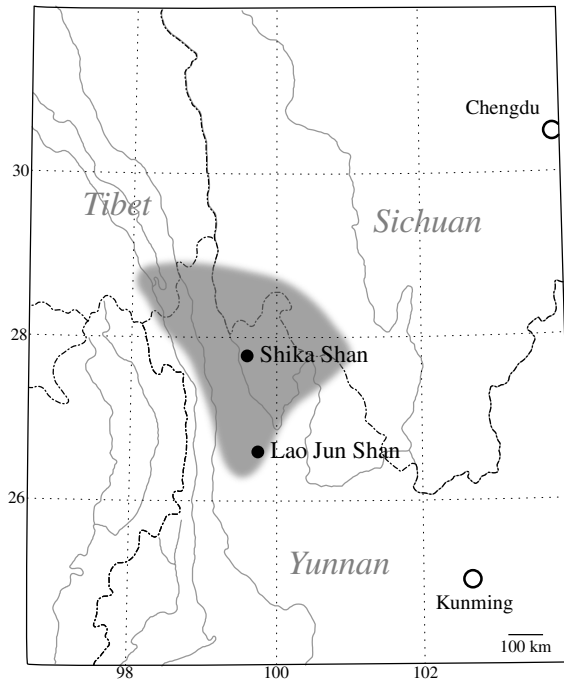 Chengdu
30
Tibet
Sichuan
28
Shika Shan
Lao Jun Shan
26
Yunnan
Kunming
100 km
98
100
102